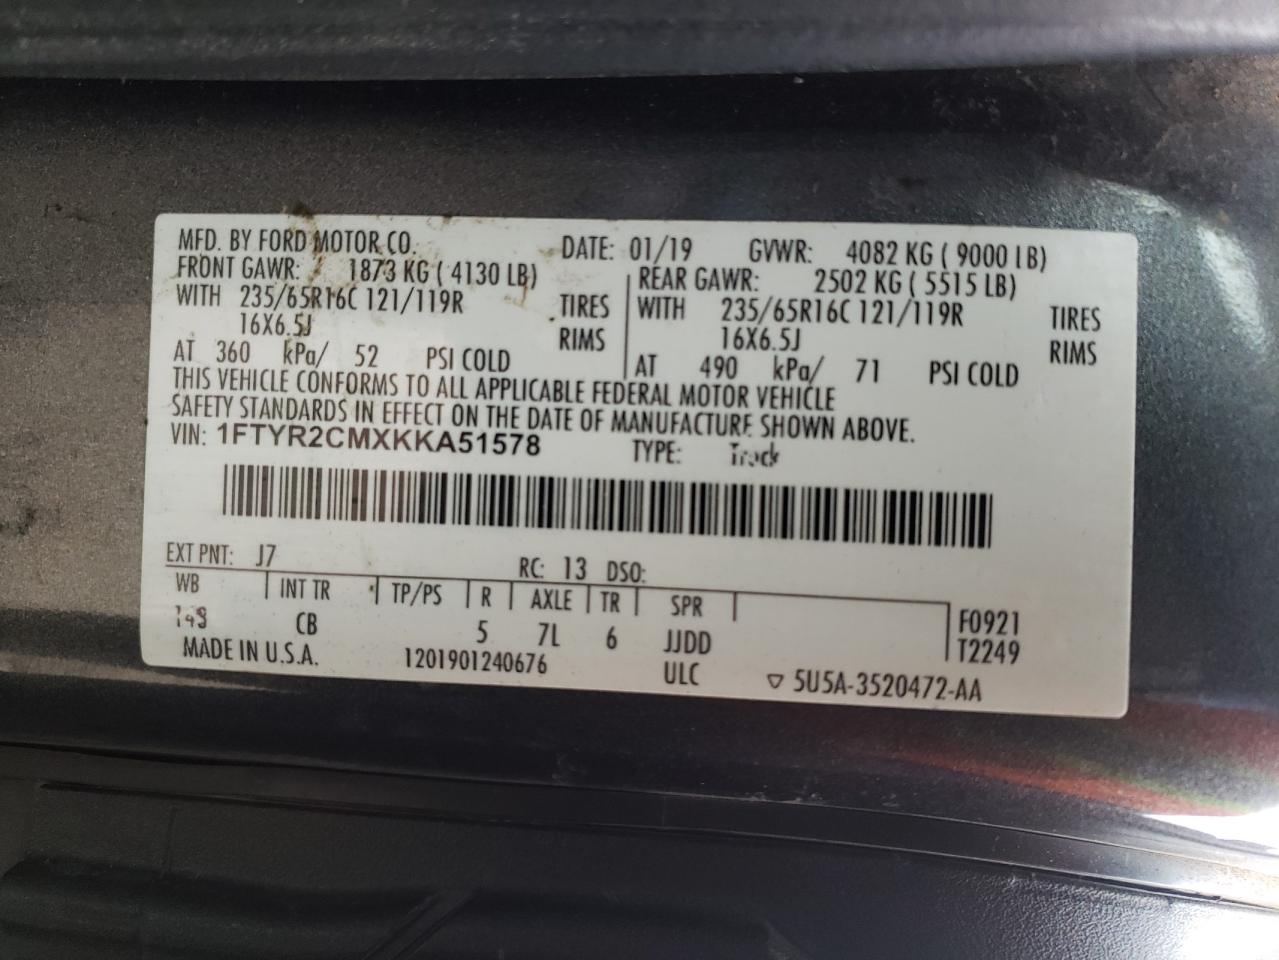 MFD. BY FORD MOTOR CO. DATE: 01/19 GVWR: 4082 KG ( 9000 LB)
FRONT GAWR: 1873 KG ( 4130 LB) REAR GAWR: 2502 KG ( 5515 LB)
WITH 235/65R16C 121/119R TIRES WITH 235/65R16C 121/119R TIRES
16X6.5J RIMS 16X6.5J RIMS
AT 360 kPa/ 52 PSI COLD AT 490 kPa/ 71 PSI COLD
THIS VEHICLE CONFORMS TO ALL APPLICABLE FEDERAL MOTOR VEHICLE
SAFETY STANDARDS IN EFFECT ON THE DATE OF MANUFACTURE SHOWN ABOVE.
VIN: 1FTYR2CMXKKA51578 TYPE: Truck
EXT PNT: J7 RC: 13 DSO:
WB INT TR TP/PS R AXLE TR SPR
148 CB 5 7L 6 JJDD F0921
T2249
MADE IN U.S.A. 1201901240676 ULC ▽ 5U5A-3520472-AA